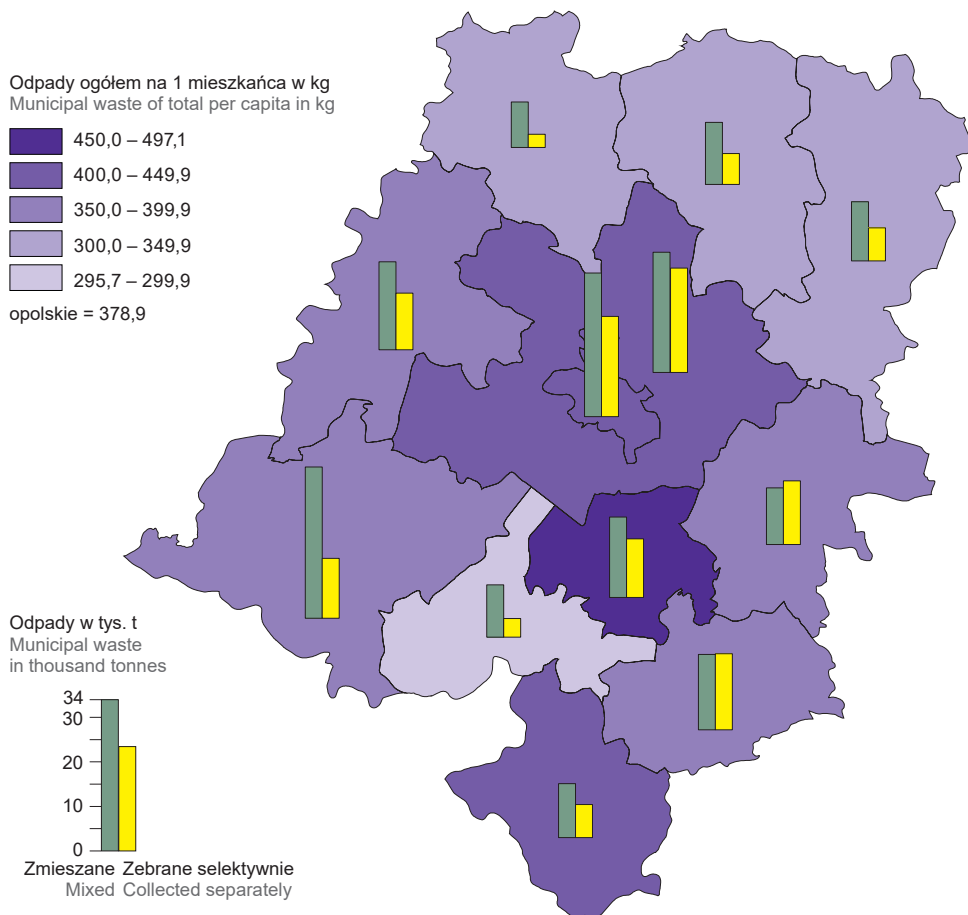 Odpady ogółem na 1 mieszkańca w kg
Municipal waste of total per capita in kg
450,0 – 497,1
400,0 – 449,9
350,0 – 399,9
300,0 – 349,9
295,7 – 299,9
opolskie = 378,9
Odpady w tys. t
Municipal waste
in thousand tonnes
34
30
20
10
0
Zmieszane Zebrane selektywnie
Mixed Collected separately